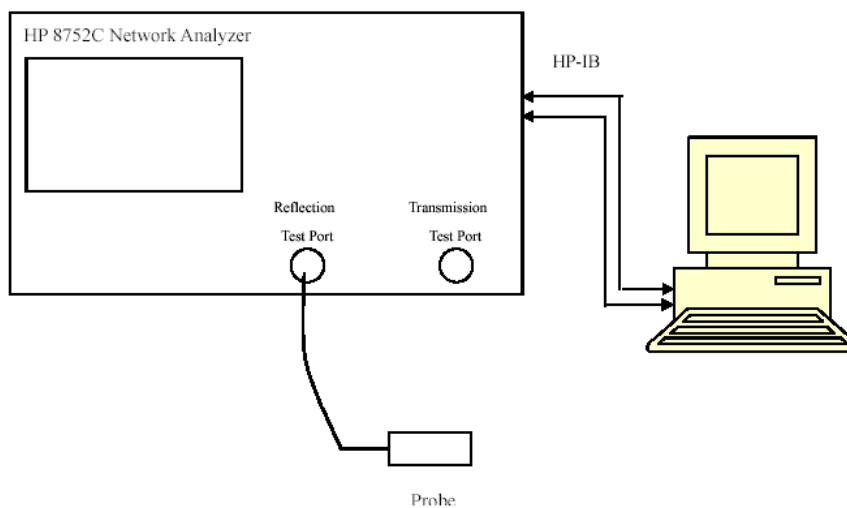 HP 8752C Network Analyzer
HP-IB
Reflection
Test Port
Transmission
Test Port
Probe